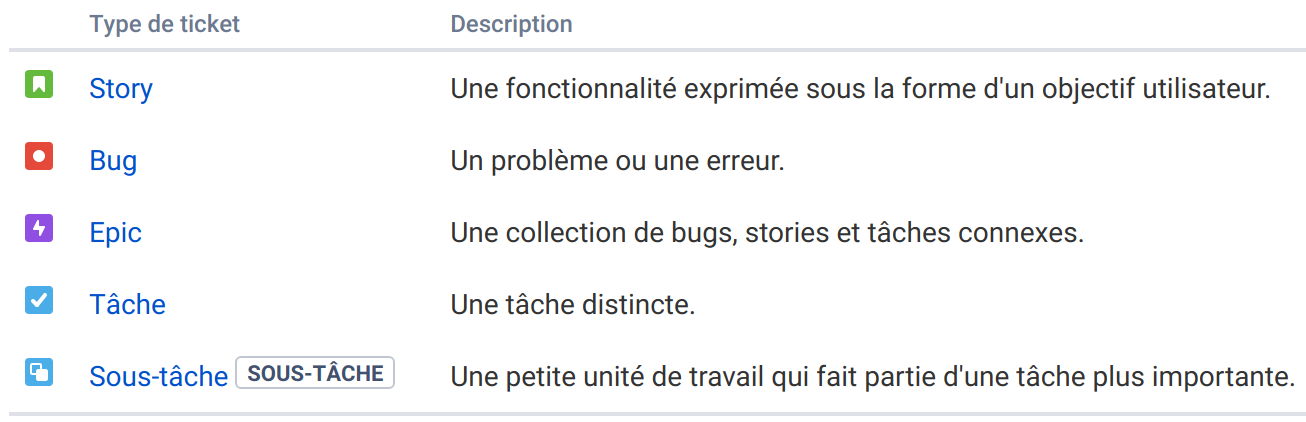 Type de ticket Description
Story Une fonctionnalité exprimée sous la forme d'un objectif utilisateur.
Bug Un problème ou une erreur.
Epic Une collection de bugs, stories et tâches connexes.
Tâche Une tâche distincte.
Sous-tâche SOUS-TÂCHE Une petite unité de travail qui fait partie d'une tâche plus importante.